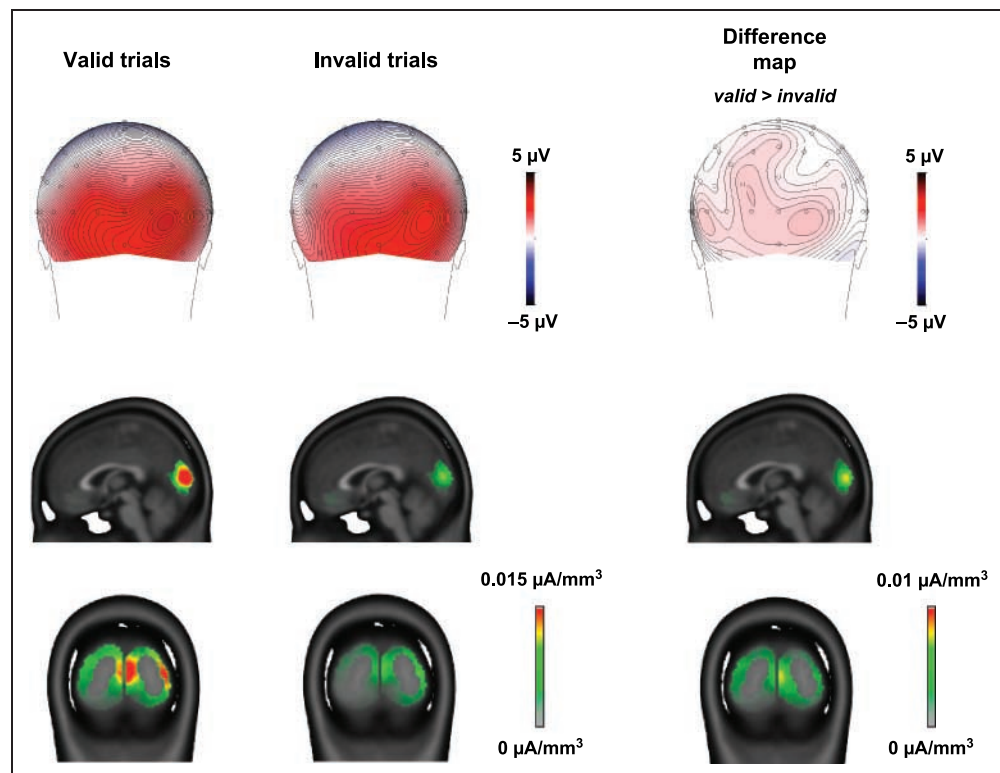 Valid trials
Invalid trials
Difference
map
valid > invalid
5 µV
–5 µV
5 µV
–5 µV
0.015 µA/mm³
0 µA/mm³
0.01 µA/mm³
0 µA/mm³